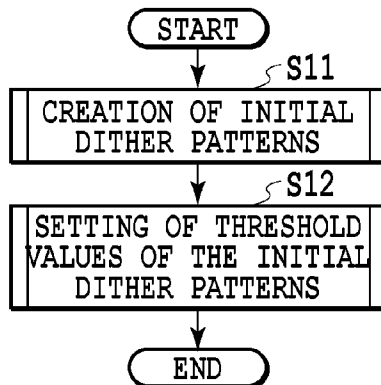 START
S11
CREATION OF INITIAL
DITHER PATTERNS
S12
SETTING OF THRESHOLD
VALUES OF THE INITIAL
DITHER PATTERNS
END